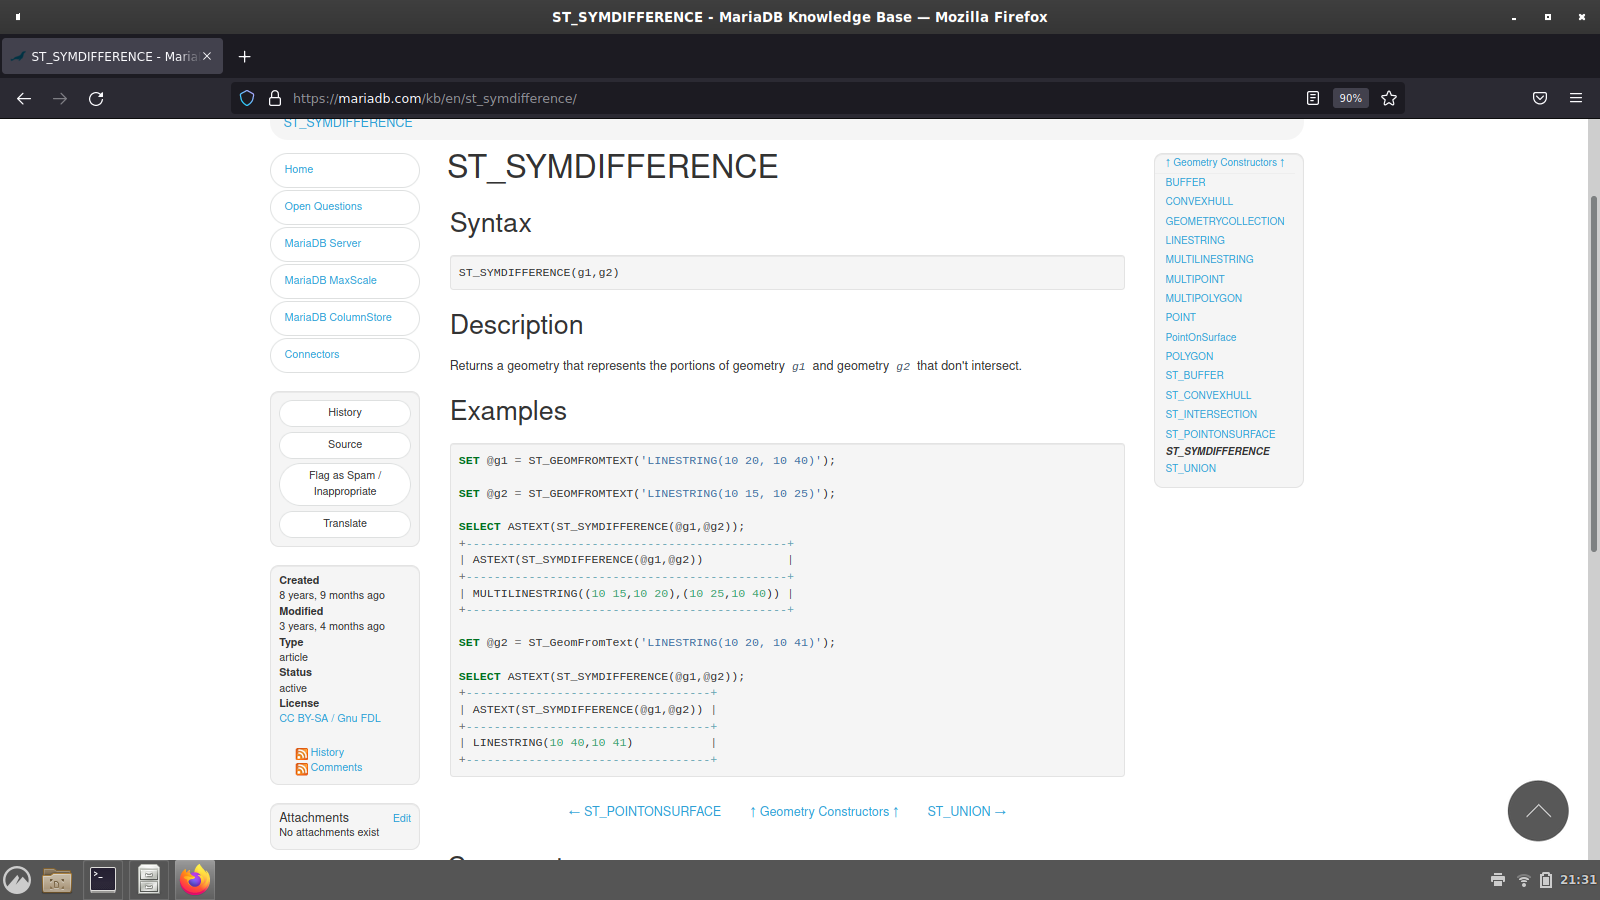 ST_SYMDIFFERENCE - MariaDB Knowledge Base — Mozilla Firefox
ST_SYMDIFFERENCE - Maria
https://mariadb.com/kb/en/st_symdifference/
90%
ST_SYMDIFFERENCE
Home
Open Questions
MariaDB Server
MariaDB MaxScale
MariaDB ColumnStore
Connectors
History
Source
Flag as Spam /
Inappropriate
Translate
Created
8 years, 9 months ago
Modified
3 years, 4 months ago
Type
article
Status
active
License
CC BY-SA / Gnu FDL
History
Comments
Attachments Edit
No attachments exist
ST_SYMDIFFERENCE
Syntax
ST_SYMDIFFERENCE(g1,g2)
Description
Returns a geometry that represents the portions of geometry g1 and geometry g2 that don't intersect.
Examples
SET @g1 = ST_GEOMFROMTEXT('LINESTRING(10 20, 10 40)');
SET @g2 = ST_GEOMFROMTEXT('LINESTRING(10 15, 10 25)');
SELECT ASTEXT(ST_SYMDIFFERENCE(@g1,@g2));
+----------------------------------------------+
| ASTEXT(ST_SYMDIFFERENCE(@g1,@g2))            |
+----------------------------------------------+
| MULTILINESTRING((10 15,10 20),(10 25,10 40)) |
+----------------------------------------------+
SET @g2 = ST_GeomFromText('LINESTRING(10 20, 10 41)');
SELECT ASTEXT(ST_SYMDIFFERENCE(@g1,@g2));
+-----------------------------------+
| ASTEXT(ST_SYMDIFFERENCE(@g1,@g2)) |
+-----------------------------------+
| LINESTRING(10 40,10 41)           |
+-----------------------------------+
← ST_POINTONSURFACE ↑ Geometry Constructors ↑ ST_UNION →
↑ Geometry Constructors ↑
BUFFER
CONVEXHULL
GEOMETRYCOLLECTION
LINESTRING
MULTILINESTRING
MULTIPOINT
MULTIPOLYGON
POINT
PointOnSurface
POLYGON
ST_BUFFER
ST_CONVEXHULL
ST_INTERSECTION
ST_POINTONSURFACE
ST_SYMDIFFERENCE
ST_UNION
21:31